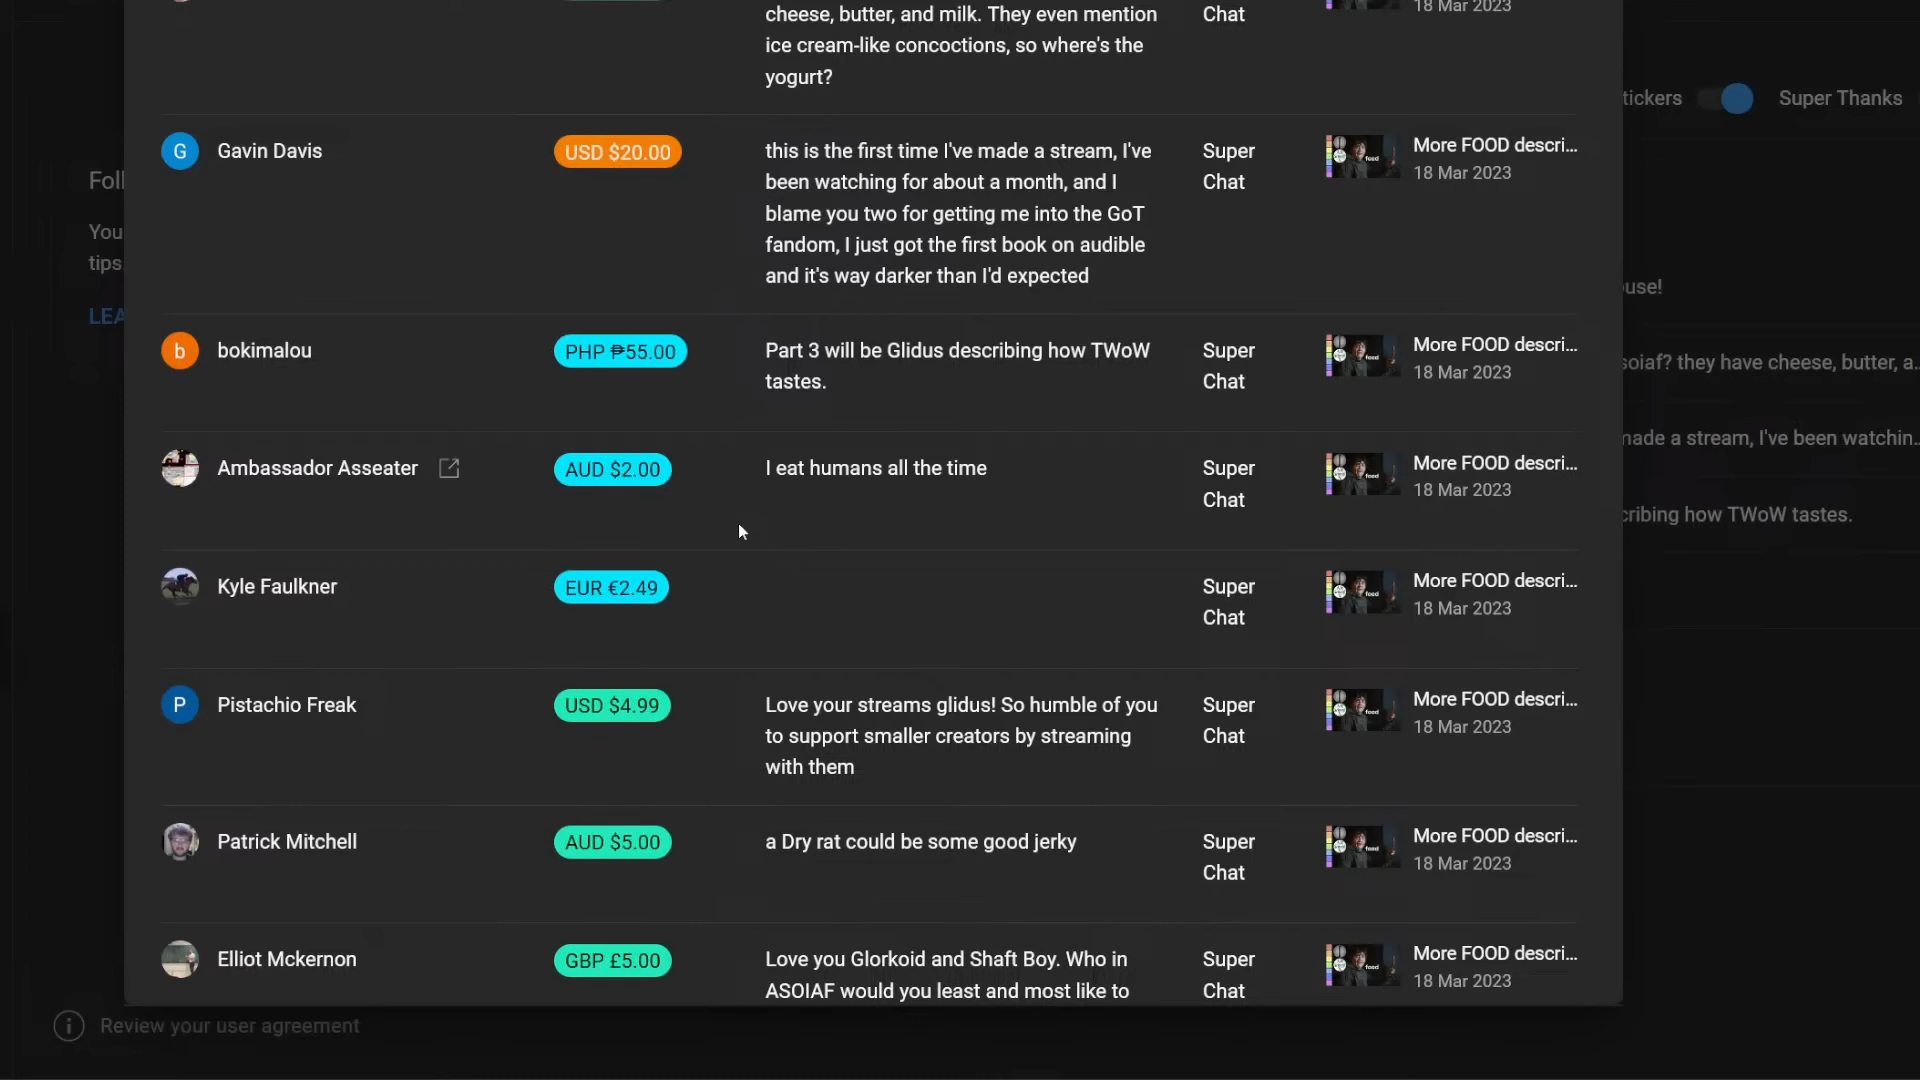 cheese, butter, and milk. They even mention
ice cream-like concoctions, so where's the
yogurt?
Chat
18 Mar 2023
tickers
Super Thanks
G
Gavin Davis
USD $20.00
this is the first time I've made a stream, I've
been watching for about a month, and I
blame you two for getting me into the GoT
fandom, I just got the first book on audible
and it's way darker than I'd expected
Super
Chat
food
More FOOD descri...
18 Mar 2023
Foll
You
tips.
LEA
use!
b
bokimalou
PHP ₱55.00
Part 3 will be Glidus describing how TWoW
tastes.
Super
Chat
food
More FOOD descri...
18 Mar 2023
soiaf? they have cheese, butter, a...
Ambassador Asseater
AUD $2.00
I eat humans all the time
Super
Chat
food
More FOOD descri...
18 Mar 2023
made a stream, I've been watchin...
cribing how TWoW tastes.
Kyle Faulkner
EUR €2.49
Super
Chat
food
More FOOD descri...
18 Mar 2023
P
Pistachio Freak
USD $4.99
Love your streams glidus! So humble of you
to support smaller creators by streaming
with them
Super
Chat
food
More FOOD descri...
18 Mar 2023
Patrick Mitchell
AUD $5.00
a Dry rat could be some good jerky
Super
Chat
food
More FOOD descri...
18 Mar 2023
Elliot Mckernon
GBP £5.00
Love you Glorkoid and Shaft Boy. Who in
ASOIAF would you least and most like to
Super
Chat
food
More FOOD descri...
18 Mar 2023
Review your user agreement